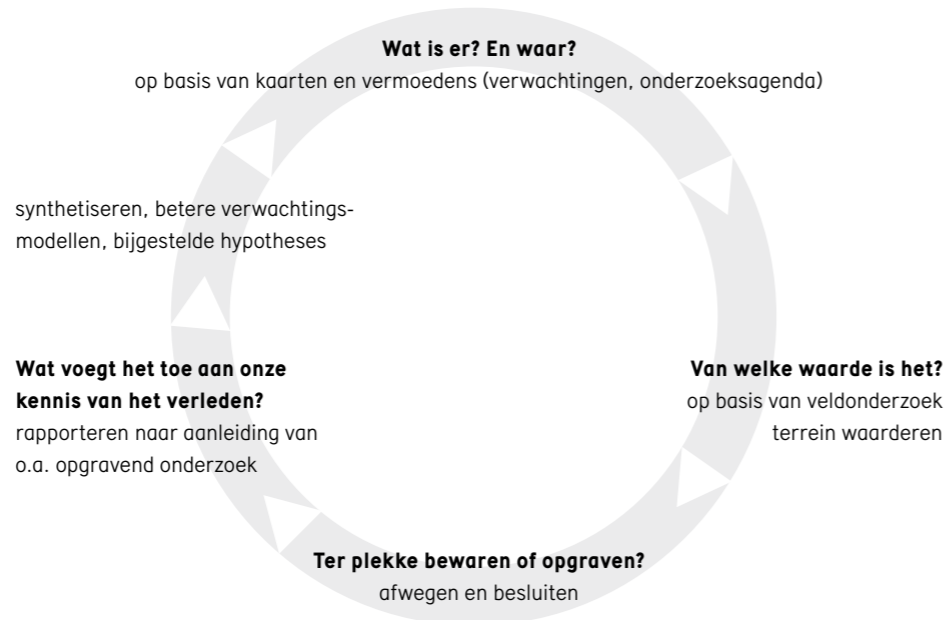 Wat is er? En waar?
op basis van kaarten en vermoedens (verwachtingen, onderzoeksagenda)
synthetiseren, betere verwachtings-
modellen, bijgestelde hypotheses
Wat voegt het toe aan onze
kennis van het verleden?
rapporteren naar aanleiding van
o.a. opgravend onderzoek
Van welke waarde is het?
op basis van veldonderzoek
terrein waarderen
Ter plekke bewaren of opgraven?
afwegen en besluiten